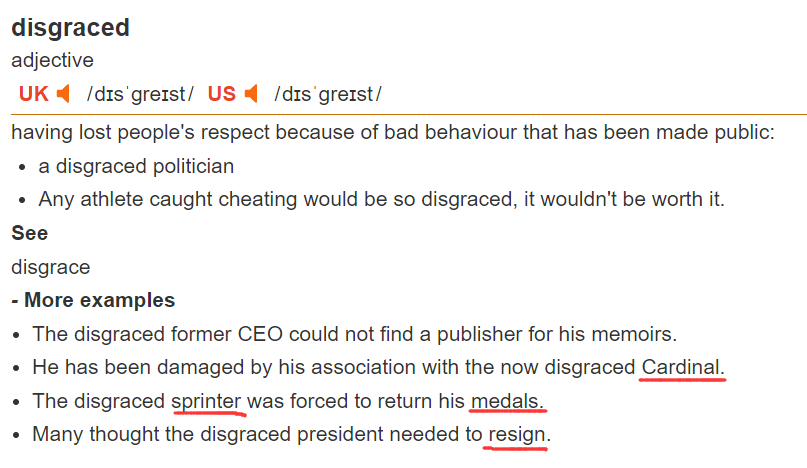 disgraced
adjective
UK /dɪsˈɡreɪst/ US /dɪsˈɡreɪst/
having lost people's respect because of bad behaviour that has been made public:
• a disgraced politician
• Any athlete caught cheating would be so disgraced, it wouldn't be worth it.
See
disgrace
- More examples
• The disgraced former CEO could not find a publisher for his memoirs.
• He has been damaged by his association with the now disgraced Cardinal.
• The disgraced sprinter was forced to return his medals.
• Many thought the disgraced president needed to resign.